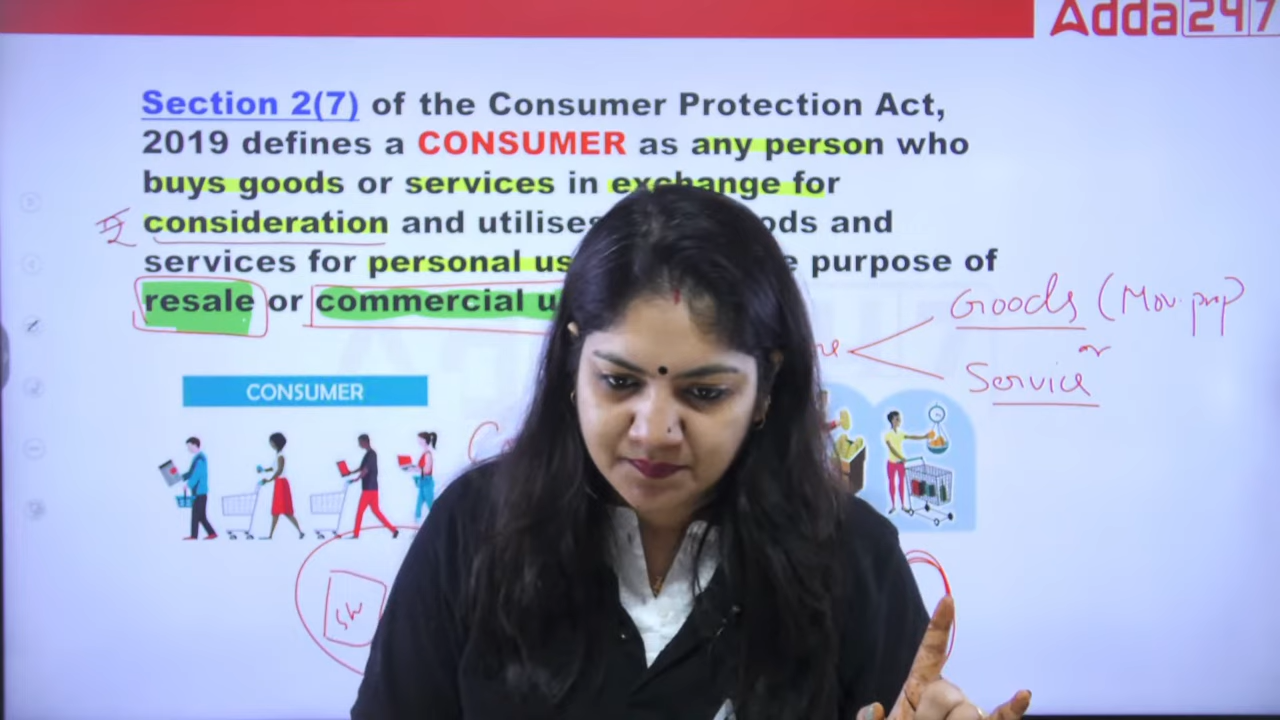 Adda247
Section 2(7) of the Consumer Protection Act,
2019 defines a CONSUMER as any person who
buys goods or services in exchange for
consideration and utilises
services for personal
purpose of
resale or commercial
Goods (Mov. prop)
or
Service
CONSUMER